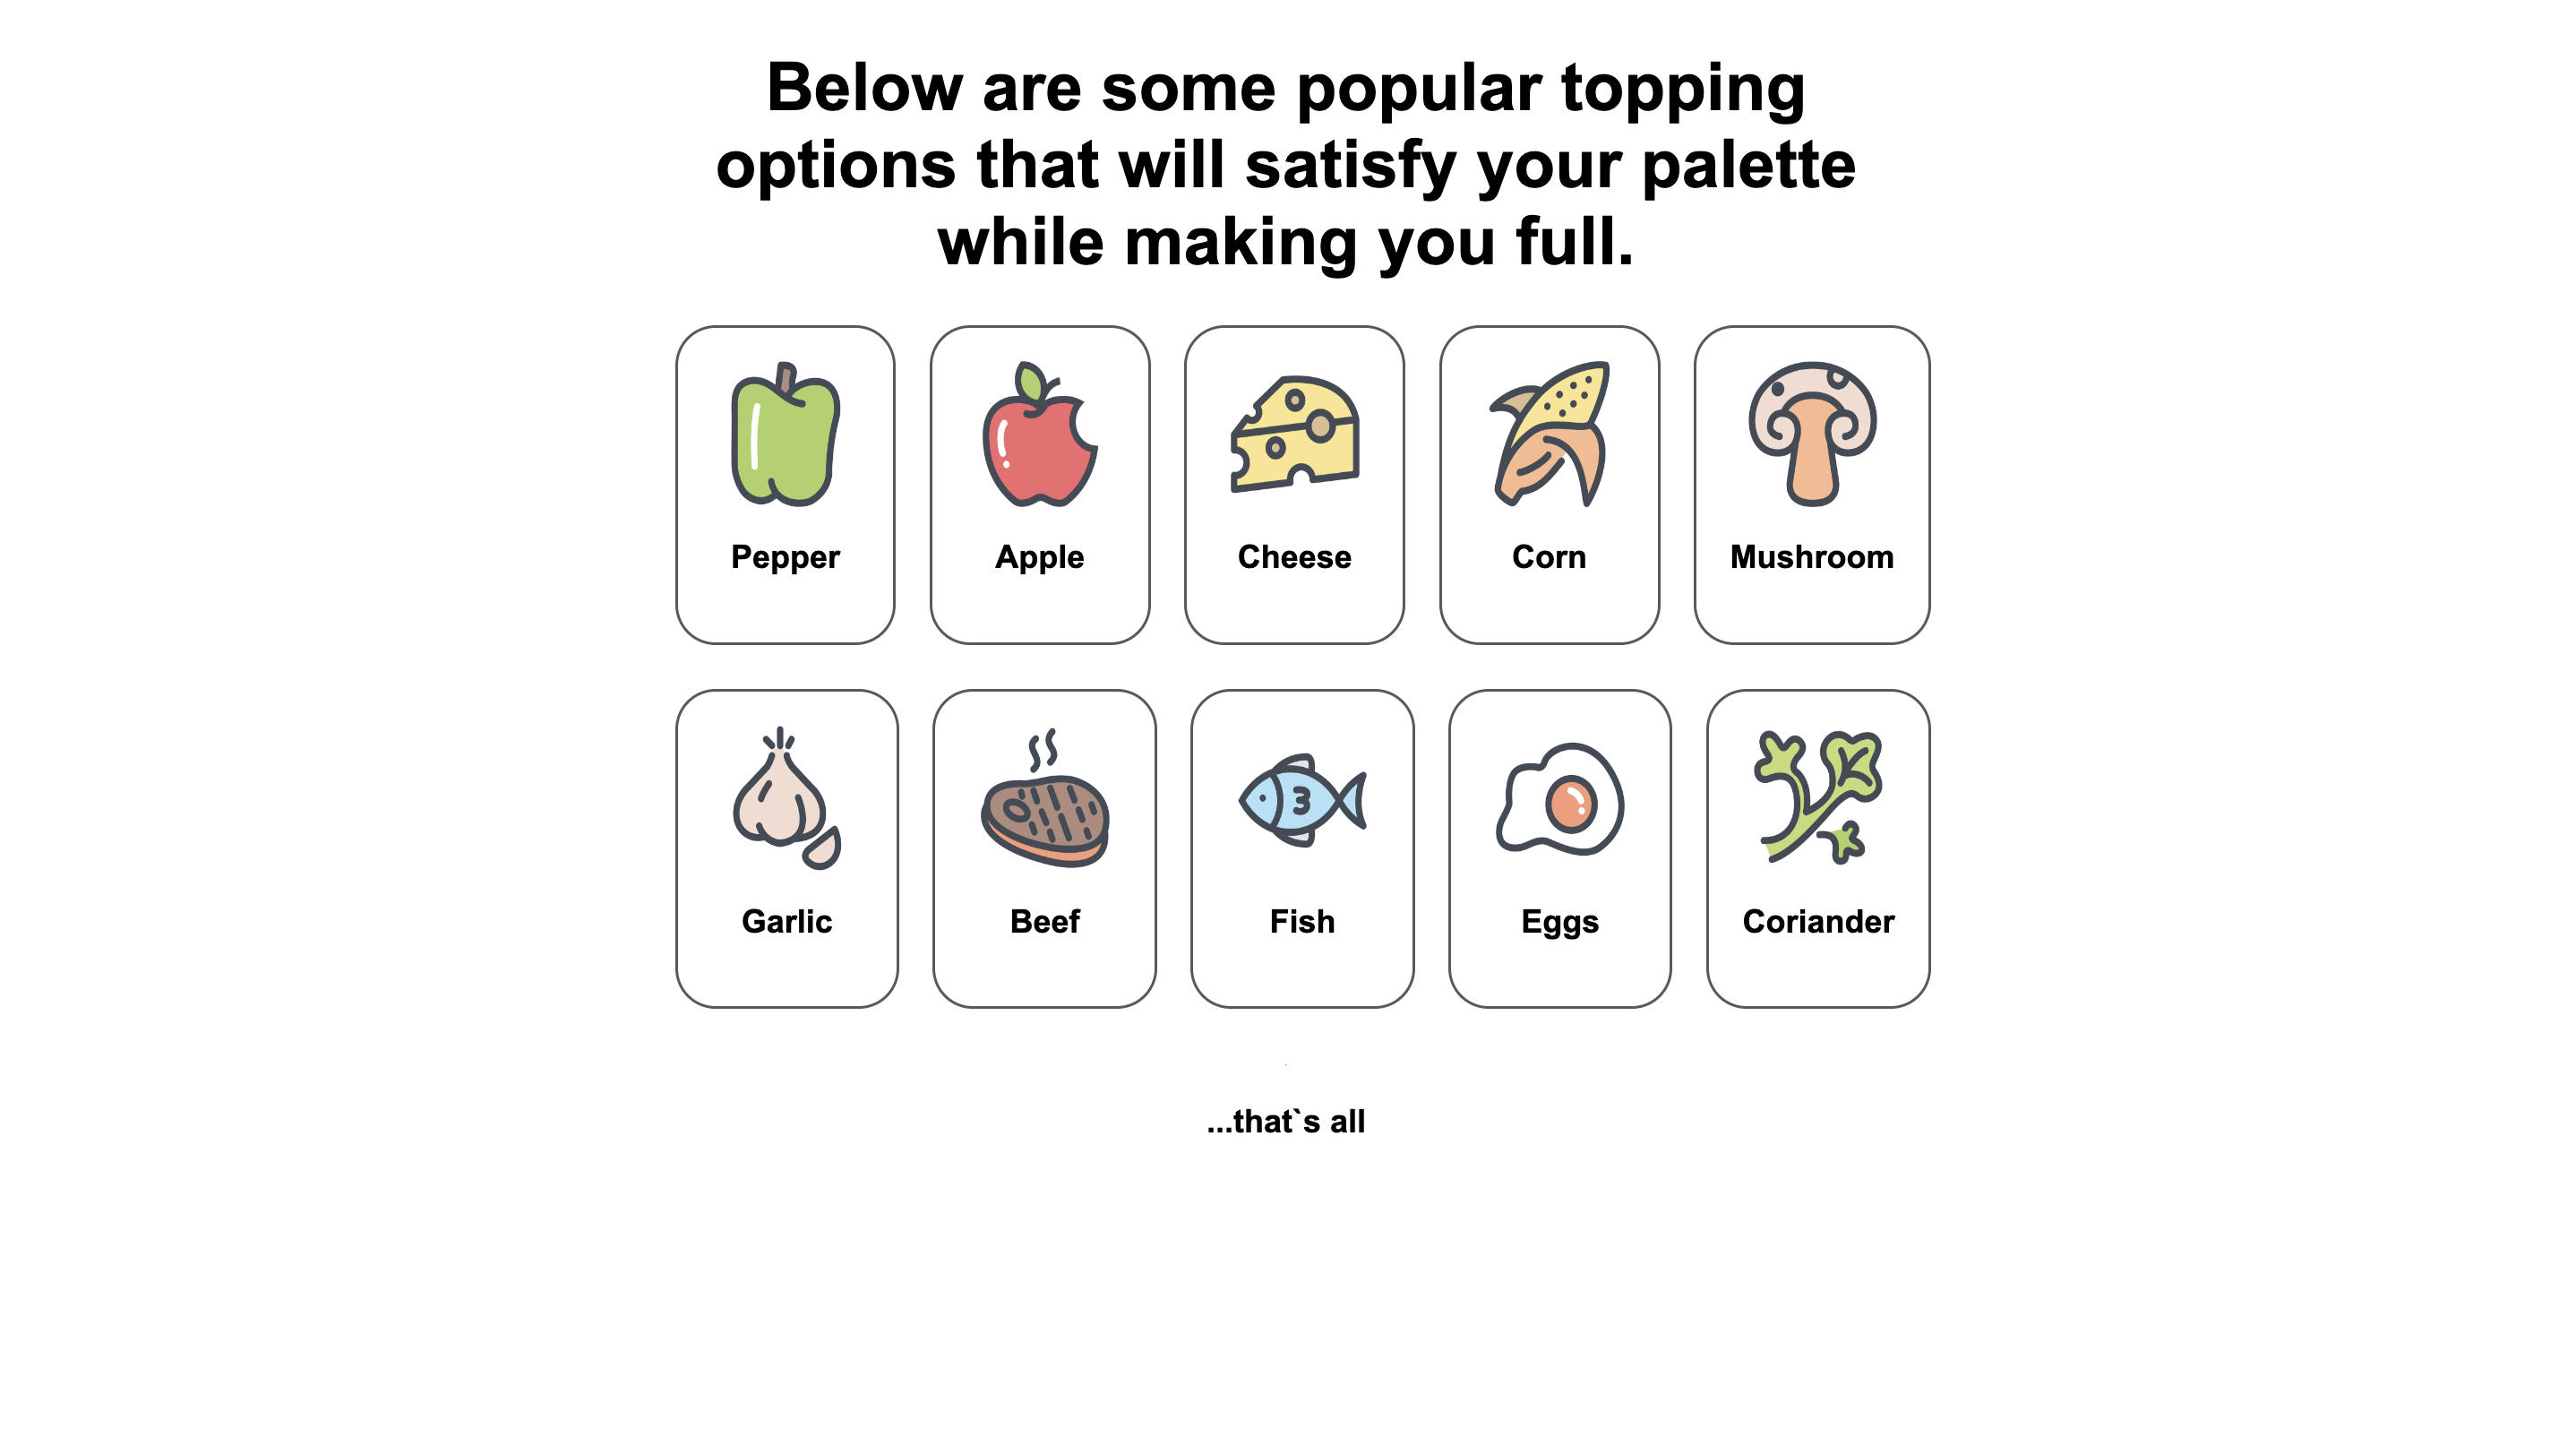 Below are some popular topping
options that will satisfy your palette
while making you full.
Pepper
Apple
Cheese
Corn
Mushroom
Garlic
Beef
Fish
Eggs
Coriander
...that`s all